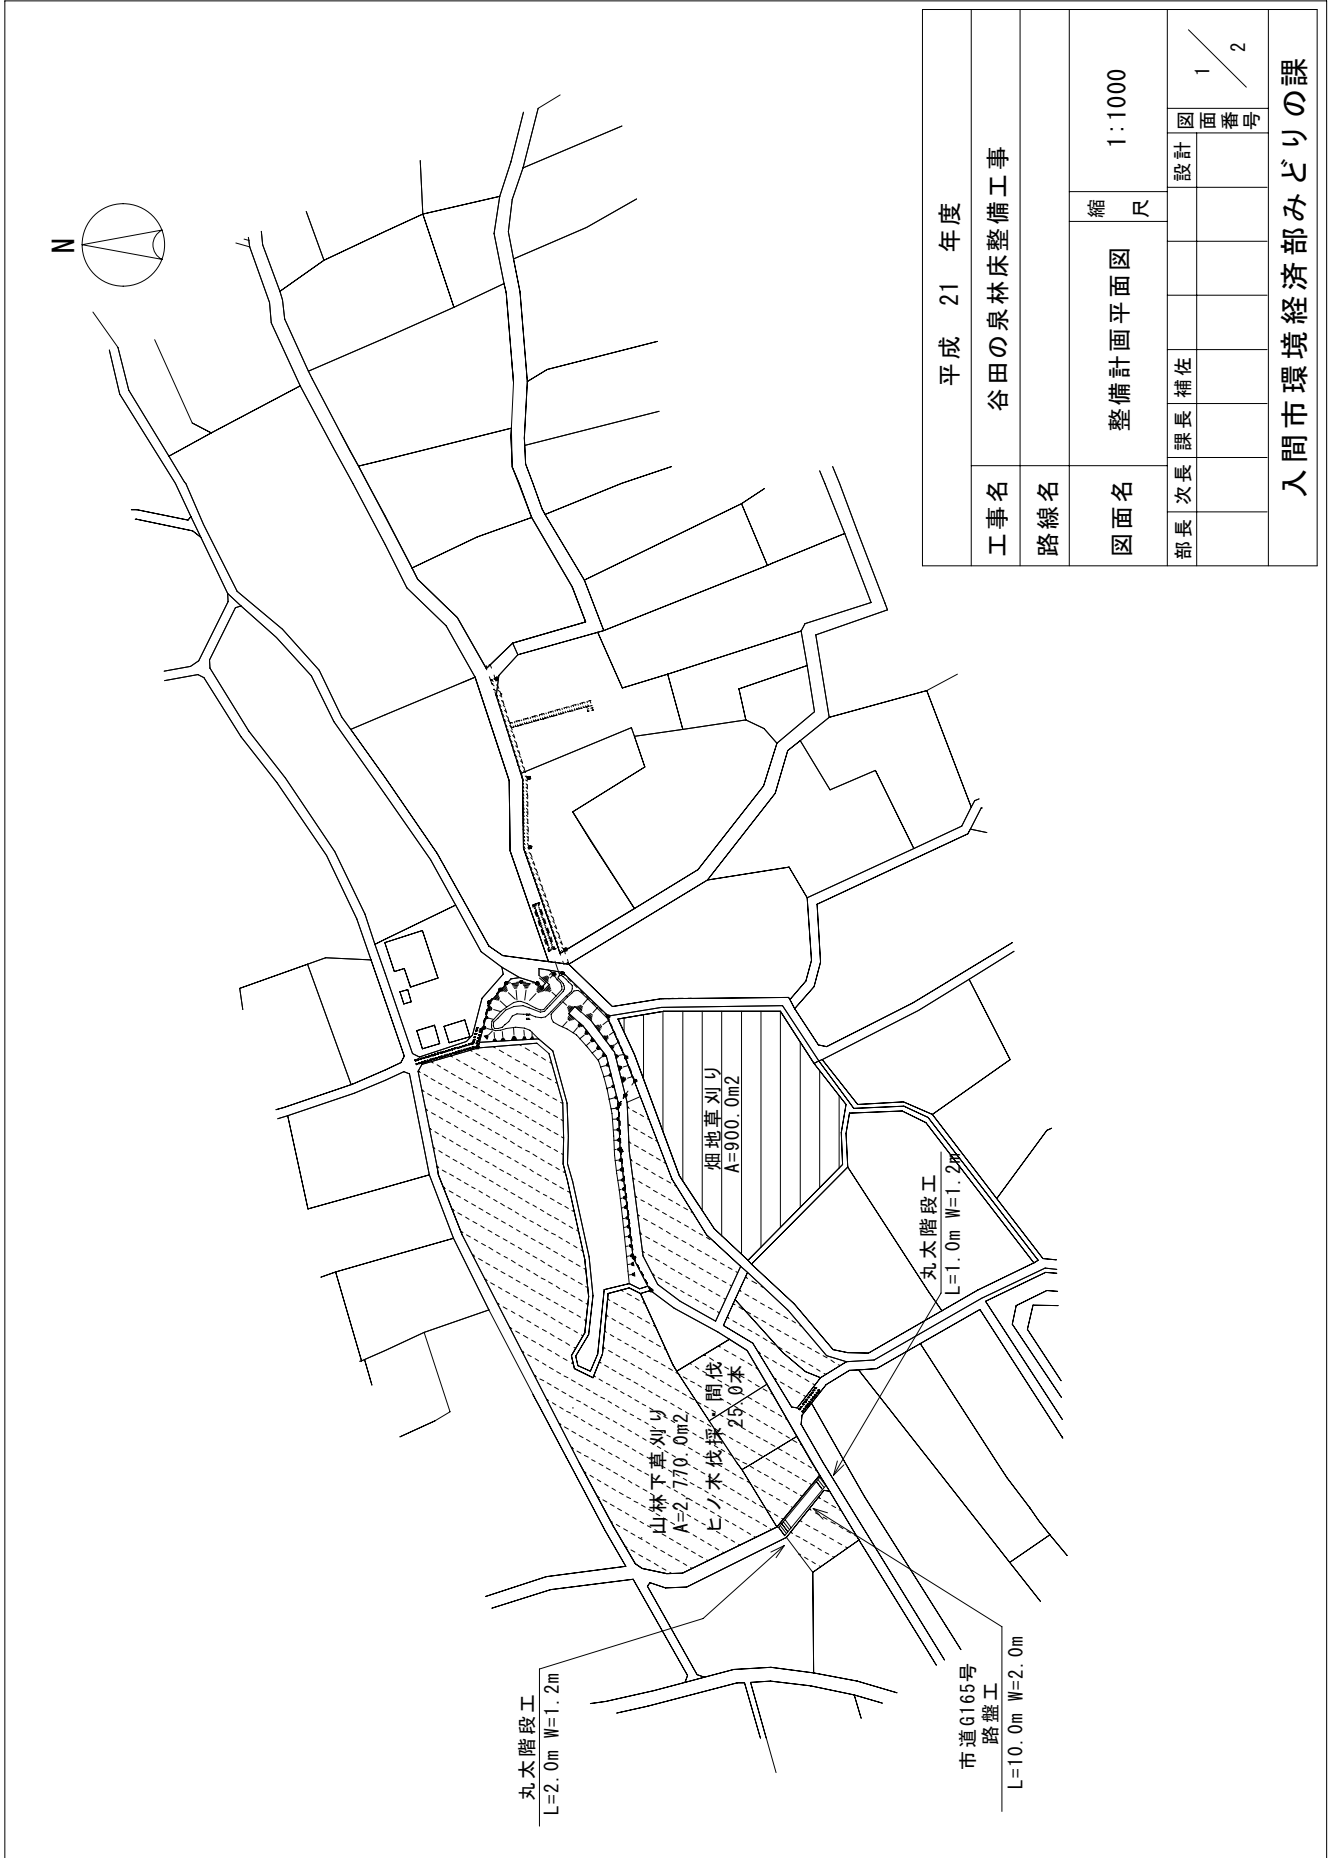 N
山林下草刈り
A=2,770.0m2
ヒノキ伐採・間伐
25.0本
畑地草刈り
A=900.0m2
丸太階段工
L=1.0m W=1.2m
丸太階段工
L=2.0m W=1.2m
市道G165号
路盤工
L=10.0m W=2.0m
平成 21 年度
工事名 谷田の泉林床整備工事
路線名
図面名 整備計画平面図 縮尺 1:1000
部長 次長 課長 補佐 設計 図面番号 1/2
入間市環境経済部みどりの課